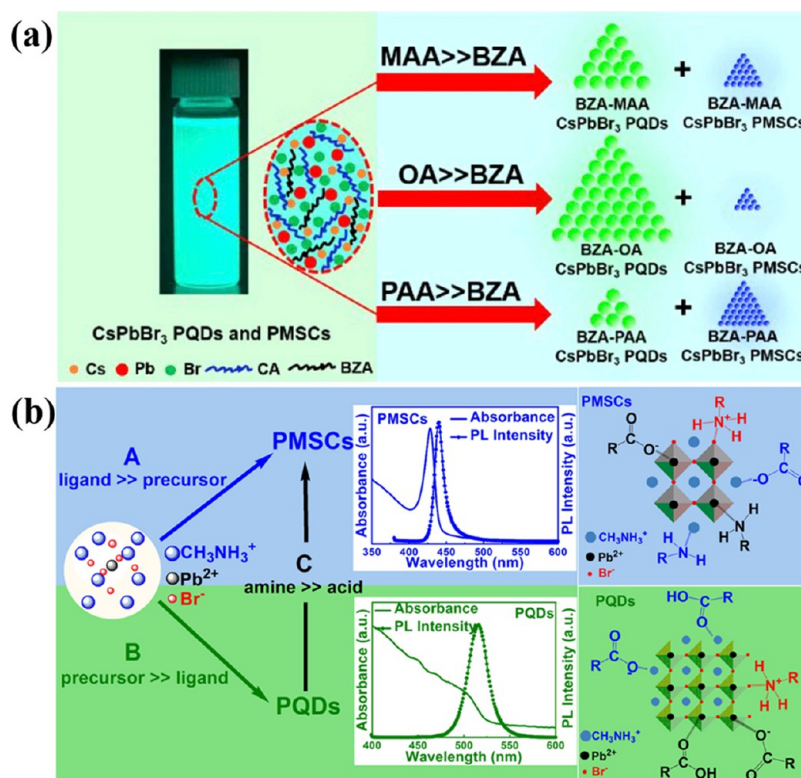 (a)
MAA>>BZA
OA>>BZA
PAA>>BZA
+
BZA-MAA
CsPbBr₃ PQDs
BZA-MAA
CsPbBr₃ PMSCs
+
BZA-OA
CsPbBr₃ PQDs
BZA-OA
CsPbBr₃ PMSCs
+
BZA-PAA
CsPbBr₃ PQDs
BZA-PAA
CsPbBr₃ PMSCs
CsPbBr₃ PQDs and PMSCs
Cs Pb Br CA BZA
(b)
A
ligand >> precursor
PMSCs
CH₃NH₃⁺
Pb²⁺
Br⁻
C
amine >> acid
B
precursor >> ligand
PQDs
PMSCs
Absorbance
PL Intensity
Absorbance (a.u.)
PL Intensity (a.u.)
350 400 450 500 550 600
Wavelength (nm)
Absorbance
PL Intensity
PQDs
Absorbance (a.u.)
PL Intensity (a.u.)
400 450 500 550 600
Wavelength (nm)
PMSCs
R
H N⁺ H
H
O
R C O⁻
⁻O C O
R
N H
H
R
H N H
R
CH₃NH₃⁺
Pb²⁺
Br⁻
PQDs
HO C R
O
O
R C O
H
H N⁺ R
H
O⁻
O C R
O
R C OH
CH₃NH₃⁺
Pb²⁺
Br⁻